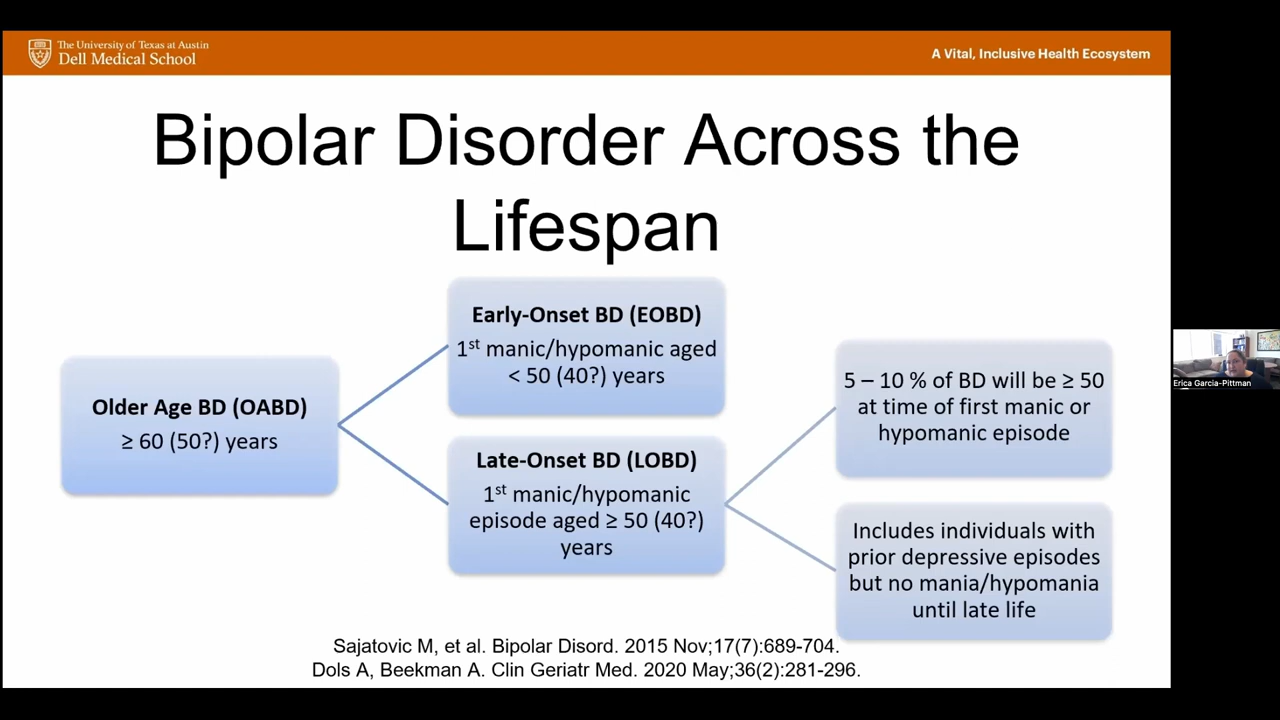 The University of Texas at Austin
Dell Medical School
A Vital, Inclusive Health Ecosystem
Bipolar Disorder Across the
Lifespan
Older Age BD (OABD)
≥ 60 (50?) years
Early-Onset BD (EOBD)
1st manic/hypomanic aged
< 50 (40?) years
Late-Onset BD (LOBD)
1st manic/hypomanic
episode aged ≥ 50 (40?)
years
5 – 10 % of BD will be ≥ 50
at time of first manic or
hypomanic episode
Includes individuals with
prior depressive episodes
but no mania/hypomania
until late life
Sajatovic M, et al. Bipolar Disord. 2015 Nov;17(7):689-704.
Dols A, Beekman A. Clin Geriatr Med. 2020 May;36(2):281-296.
Erica Garcia-Pittman